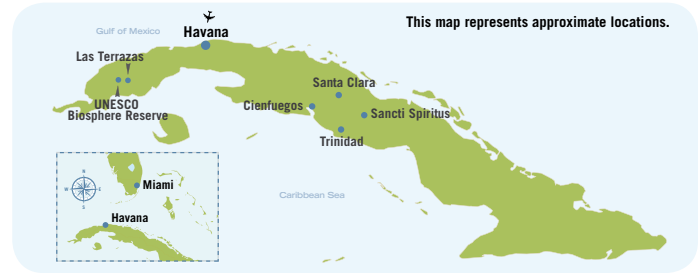 This map represents approximate locations.
Gulf of Mexico
Havana
Las Terrazas
UNESCO
Biosphere Reserve
Santa Clara
Cienfuegos
Sancti Spiritus
Trinidad
Caribbean Sea
N
W
E
S
Miami
Havana